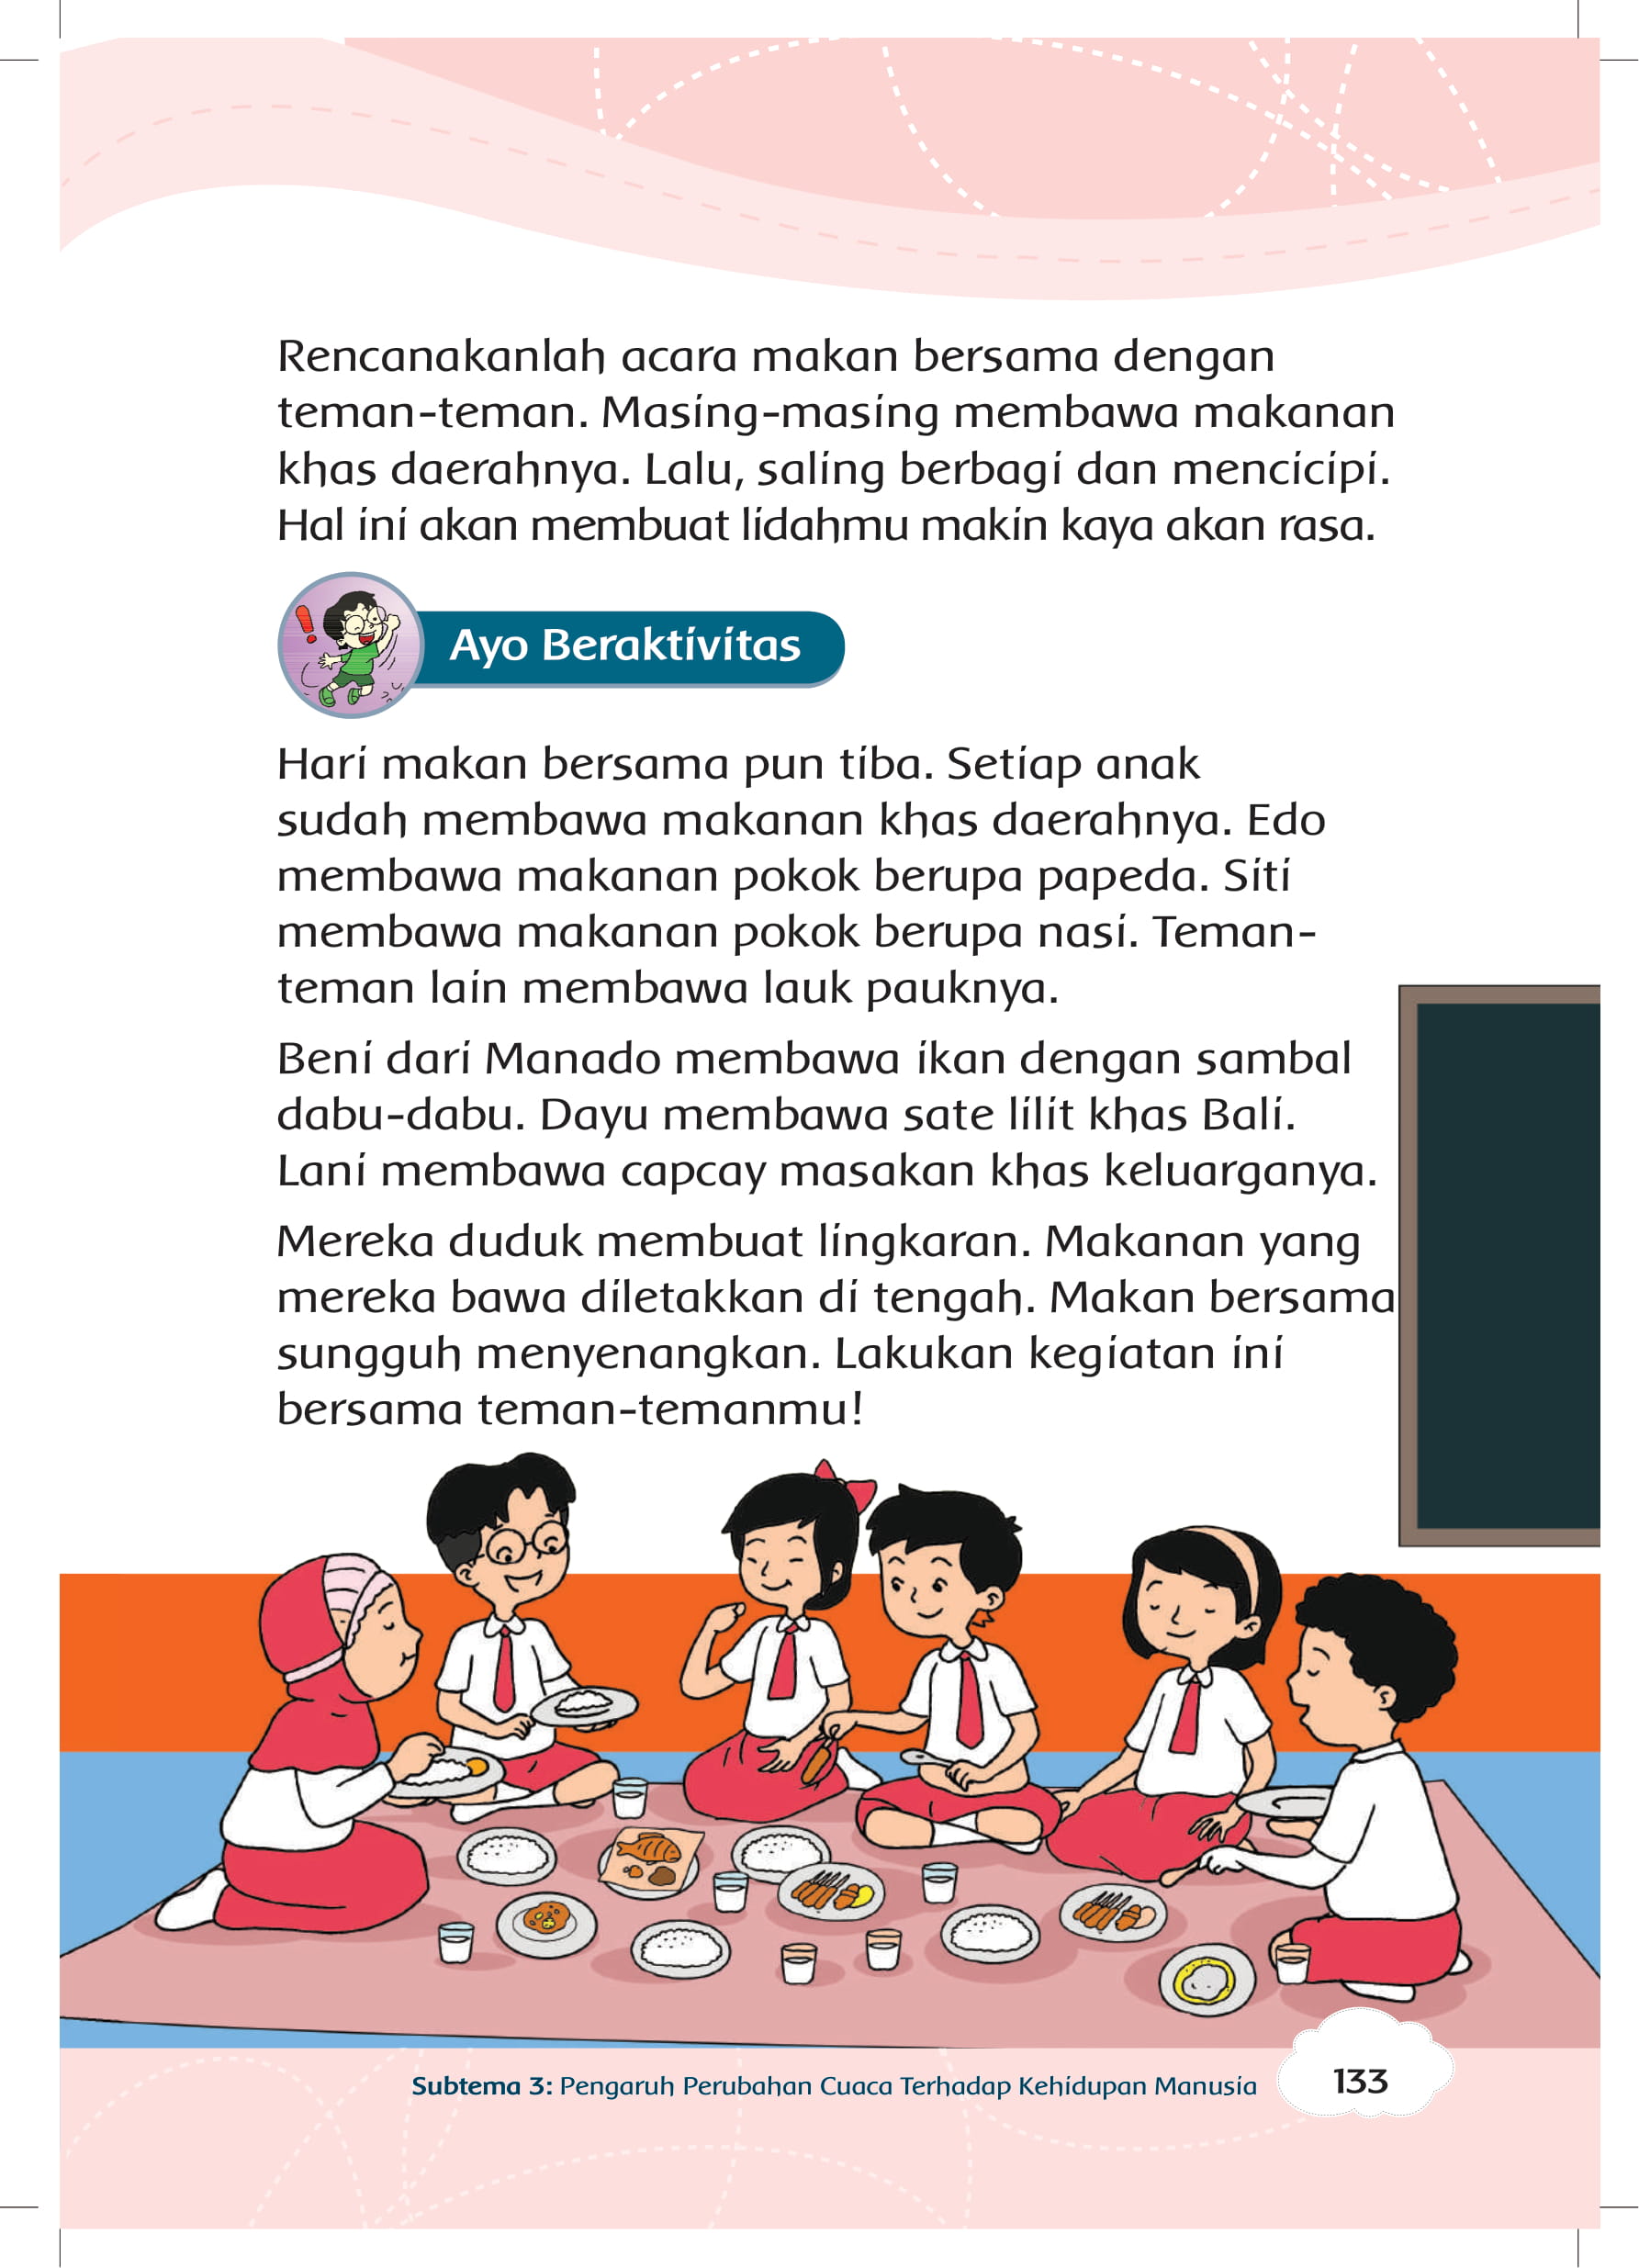 Rencanakanlah acara makan bersama dengan
teman-teman. Masing-masing membawa makanan
khas daerahnya. Lalu, saling berbagi dan mencicipi.
Hal ini akan membuat lidahmu makin kaya akan rasa.
Ayo Beraktivitas
Hari makan bersama pun tiba. Setiap anak
sudah membawa makanan khas daerahnya. Edo
membawa makanan pokok berupa papeda. Siti
membawa makanan pokok berupa nasi. Teman-
teman lain membawa lauk pauknya.
Beni dari Manado membawa ikan dengan sambal
dabu-dabu. Dayu membawa sate lilit khas Bali.
Lani membawa capcay masakan khas keluarganya.
Mereka duduk membuat lingkaran. Makanan yang
mereka bawa diletakkan di tengah. Makan bersama
sungguh menyenangkan. Lakukan kegiatan ini
bersama teman-temanmu!
Subtema 3: Pengaruh Perubahan Cuaca Terhadap Kehidupan Manusia
133